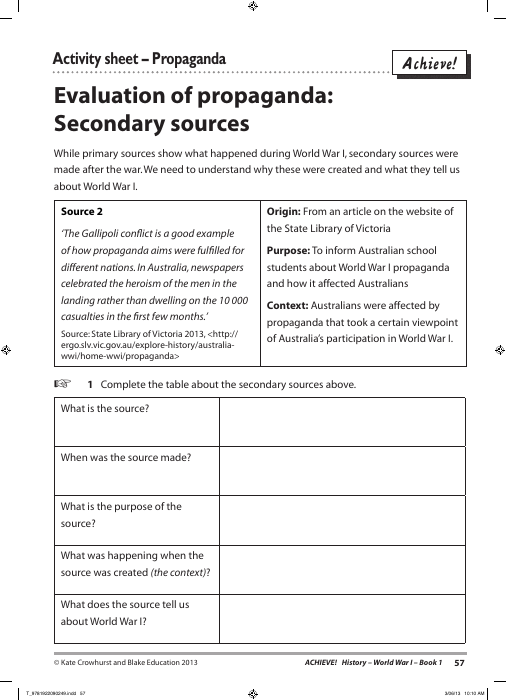 Activity sheet – Propaganda
Achieve!
Evaluation of propaganda:
Secondary sources
While primary sources show what happened during World War I, secondary sources were
made after the war. We need to understand why these were created and what they tell us
about World War I.
Source 2
‘The Gallipoli conflict is a good example
of how propaganda aims were fulfilled for
different nations. In Australia, newspapers
celebrated the heroism of the men in the
landing rather than dwelling on the 10 000
casualties in the first few months.’
Source: State Library of Victoria 2013, <http://
ergo.slv.vic.gov.au/explore-history/australia-
wwi/home-wwi/propaganda>
Origin: From an article on the website of
the State Library of Victoria
Purpose: To inform Australian school
students about World War I propaganda
and how it affected Australians
Context: Australians were affected by
propaganda that took a certain viewpoint
of Australia’s participation in World War I.
1 Complete the table about the secondary sources above.
What is the source?
When was the source made?
What is the purpose of the
source?
What was happening when the
source was created (the context)?
What does the source tell us
about World War I?
© Kate Crowhurst and Blake Education 2013
ACHIEVE! History – World War I – Book 1 57
T_9781922090249.indd 57
3/06/13 10:10 AM